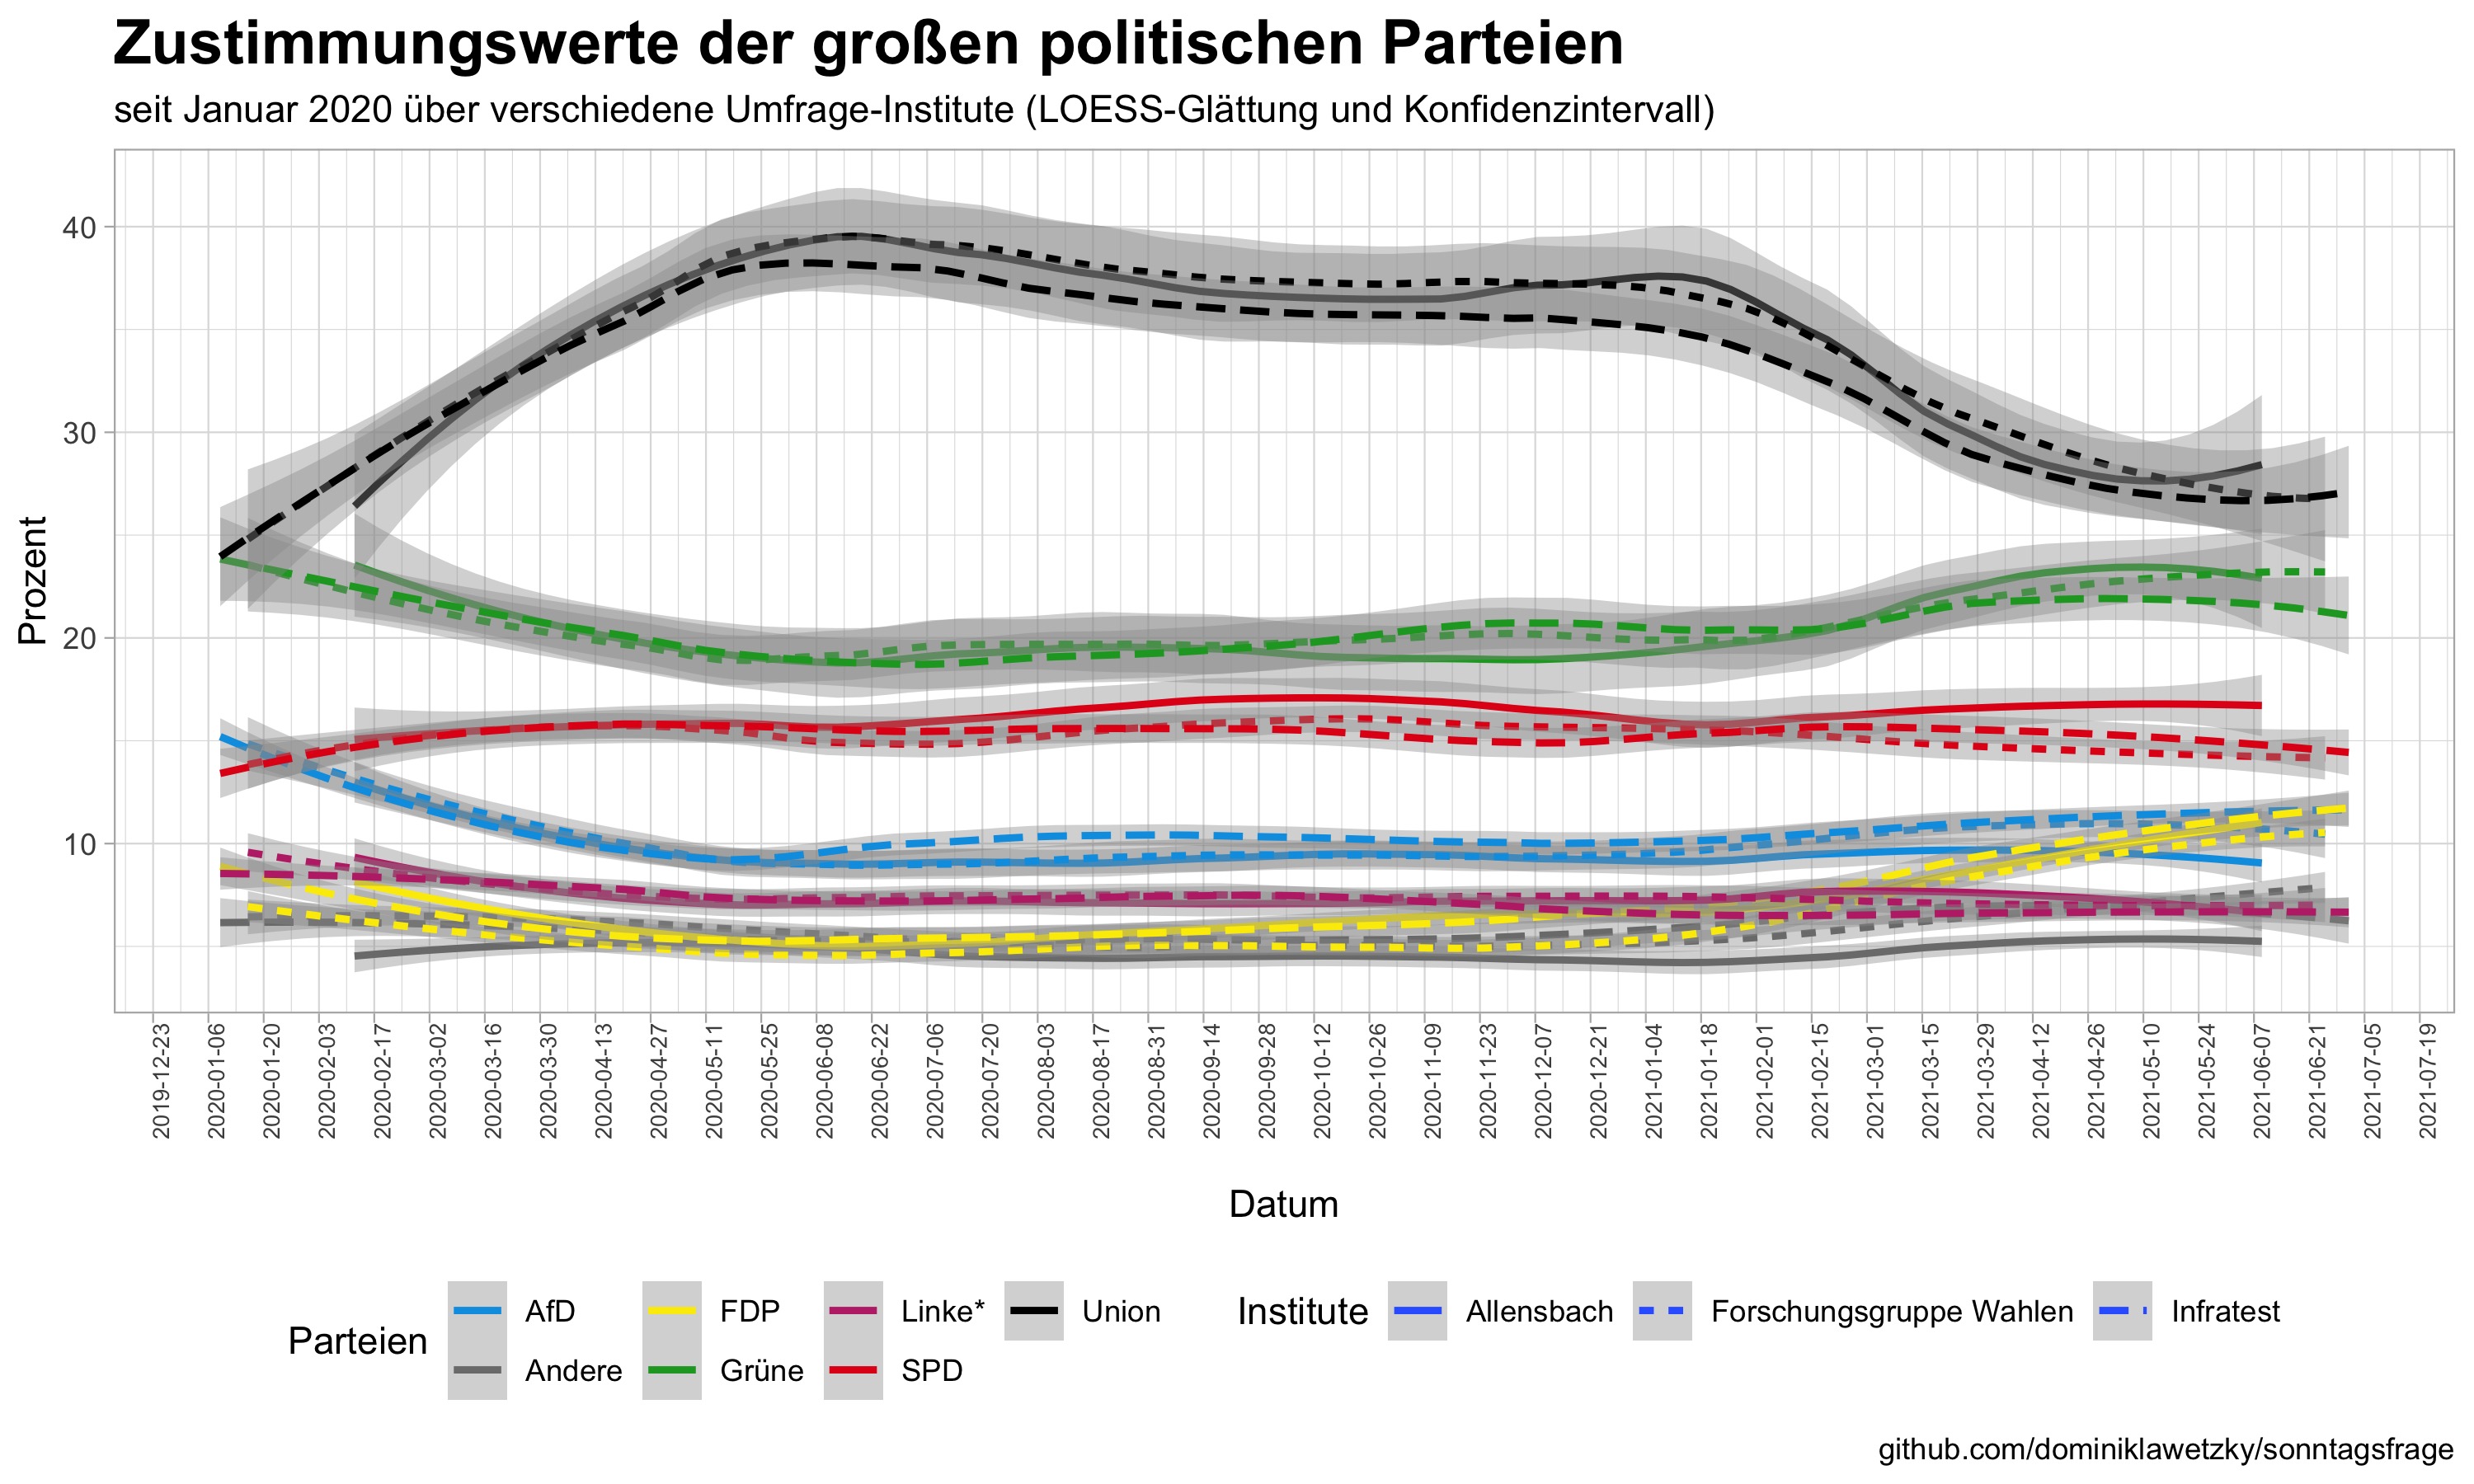 Zustimmungswerte der großen politischen Parteien
seit Januar 2020 über verschiedene Umfrage-Institute (LOESS-Glättung und Konfidenzintervall)
Prozent
40
30
20
10
2019-12-23
2020-01-06
2020-01-20
2020-02-03
2020-02-17
2020-03-02
2020-03-16
2020-03-30
2020-04-13
2020-04-27
2020-05-11
2020-05-25
2020-06-08
2020-06-22
2020-07-06
2020-07-20
2020-08-03
2020-08-17
2020-08-31
2020-09-14
2020-09-28
2020-10-12
2020-10-26
2020-11-09
2020-11-23
2020-12-07
2020-12-21
2021-01-04
2021-01-18
2021-02-01
2021-02-15
2021-03-01
2021-03-15
2021-03-29
2021-04-12
2021-04-26
2021-05-10
2021-05-24
2021-06-07
2021-06-21
2021-07-05
2021-07-19
Datum
Parteien
AfD
FDP
Linke*
Union
Andere
Grüne
SPD
Institute
Allensbach
Forschungsgruppe Wahlen
Infratest
github.com/dominiklawetzky/sonntagsfrage